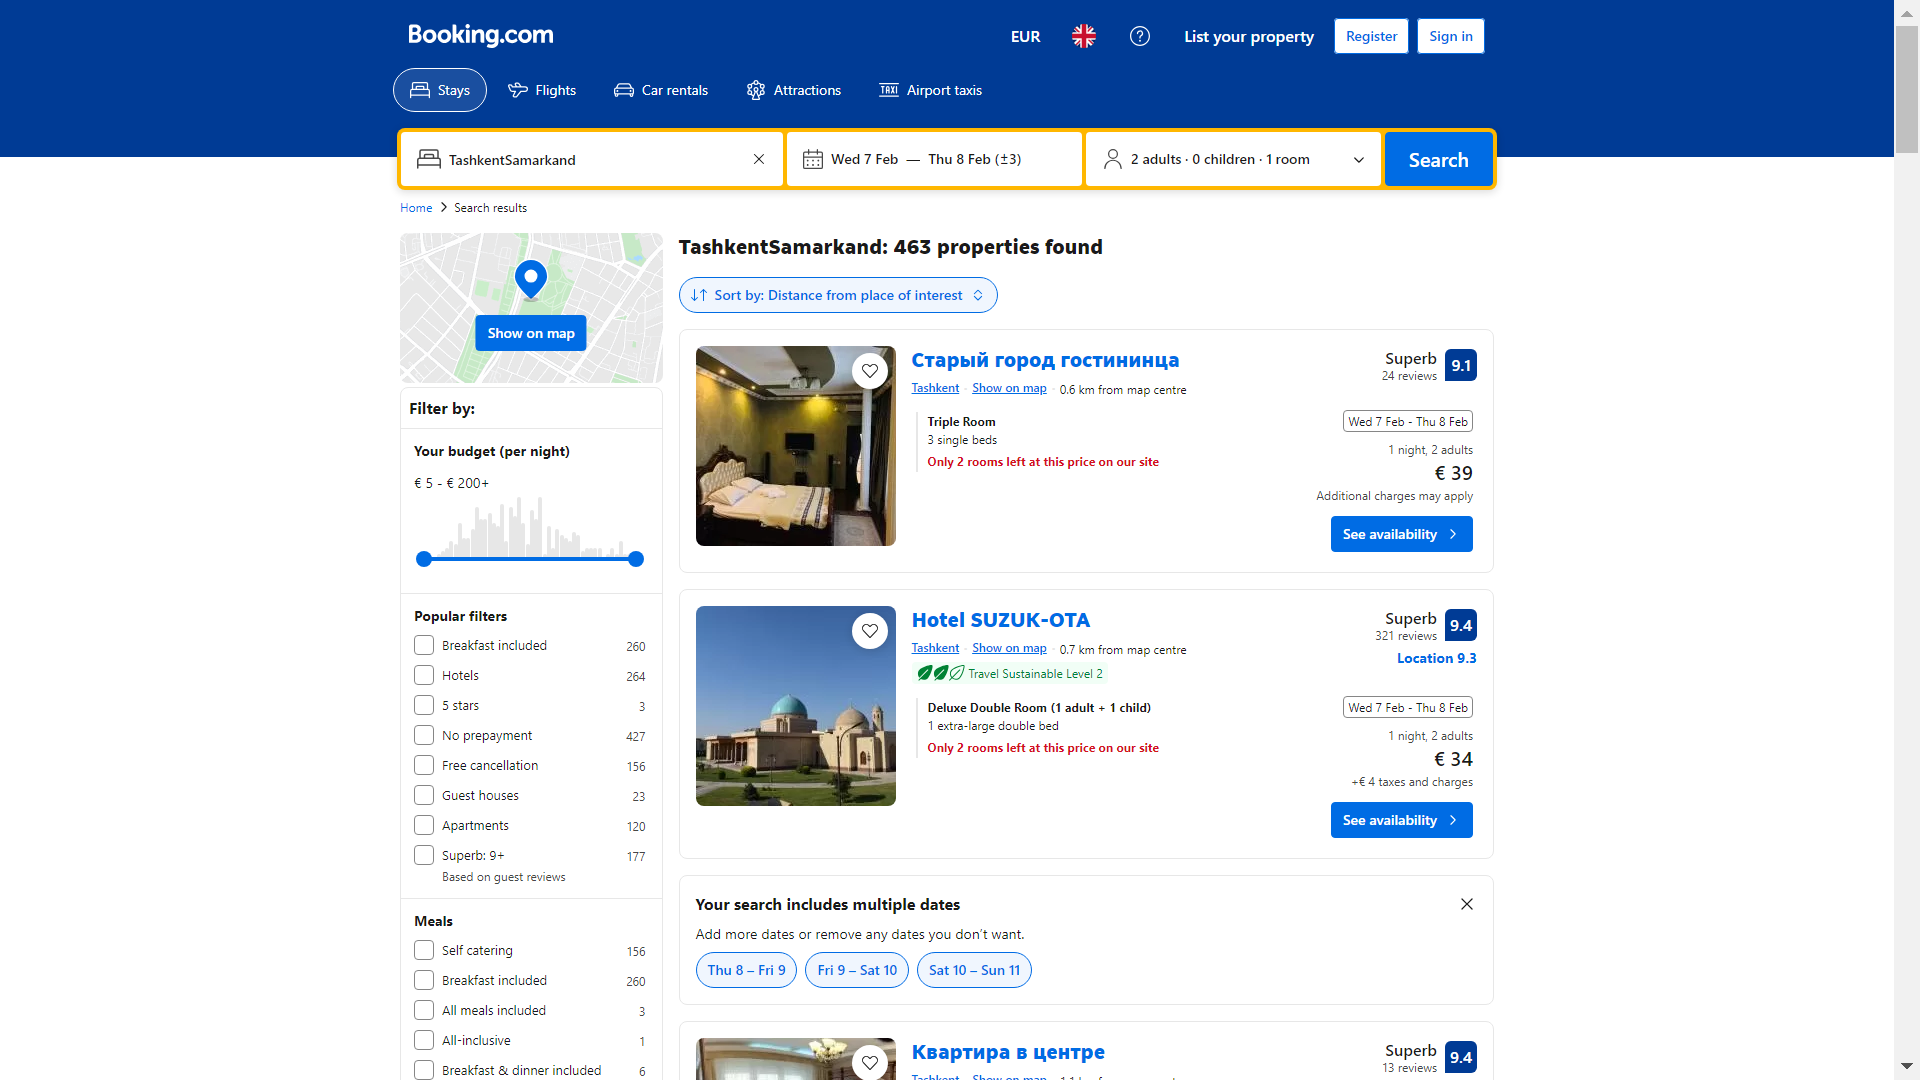 Booking.com
EUR
List your property
Register
Sign in
Stays
Flights
Car rentals
Attractions
TAXI
Airport taxis
TashkentSamarkand
Wed 7 Feb — Thu 8 Feb (±3)
2 adults · 0 children · 1 room
Search
Home
Search results
Show on map
Filter by:
Your budget (per night)
€ 5 - € 200+
Popular filters
Breakfast included 260
Hotels 264
5 stars 3
No prepayment 427
Free cancellation 156
Guest houses 23
Apartments 120
Superb: 9+ 177
Based on guest reviews
Meals
Self catering 156
Breakfast included 260
All meals included 3
All-inclusive 1
Breakfast & dinner included 6
TashkentSamarkand: 463 properties found
Sort by: Distance from place of interest
Старый город гостининца
Tashkent · Show on map · 0.6 km from map centre
Triple Room
3 single beds
Only 2 rooms left at this price on our site
Superb 9.1
24 reviews
Wed 7 Feb - Thu 8 Feb
1 night, 2 adults
€ 39
Additional charges may apply
See availability
Hotel SUZUK-OTA
Tashkent · Show on map · 0.7 km from map centre
Travel Sustainable Level 2
Deluxe Double Room (1 adult + 1 child)
1 extra-large double bed
Only 2 rooms left at this price on our site
Superb 9.4
321 reviews
Location 9.3
Wed 7 Feb - Thu 8 Feb
1 night, 2 adults
€ 34
+€ 4 taxes and charges
See availability
Your search includes multiple dates
Add more dates or remove any dates you don't want.
Thu 8 – Fri 9
Fri 9 – Sat 10
Sat 10 – Sun 11
Квартира в центре
Tashkent · Show on map
Superb 9.4
13 reviews